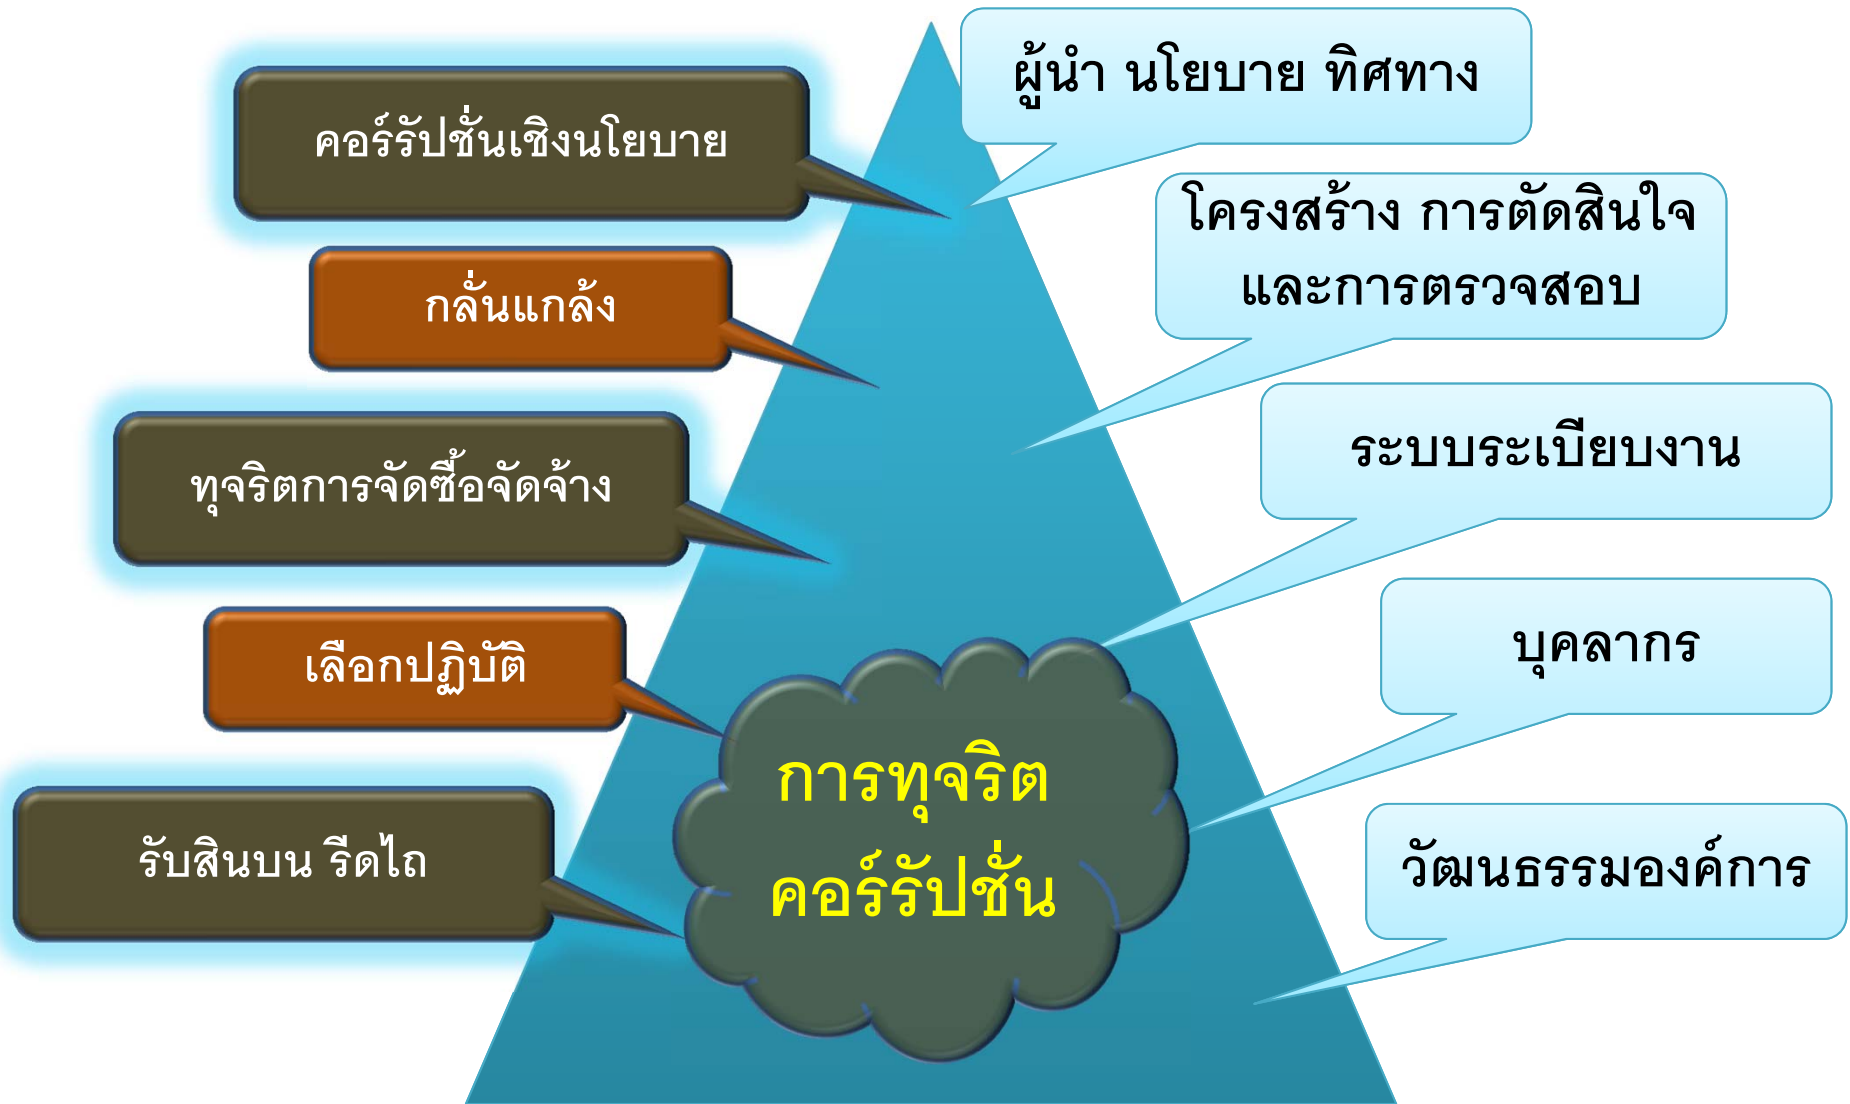 ผู้นำ นโยบาย ทิศทาง
คอร์รัปชั่นเชิงนโยบาย
โครงสร้าง การตัดสินใจ
และการตรวจสอบ
กลั่นแกล้ง
ระบบระเบียบงาน
ทุจริตการจัดซื้อจัดจ้าง
บุคลากร
เลือกปฏิบัติ
การทุจริต
คอร์รัปชั่น
รับสินบน รีดไถ
วัฒนธรรมองค์การ